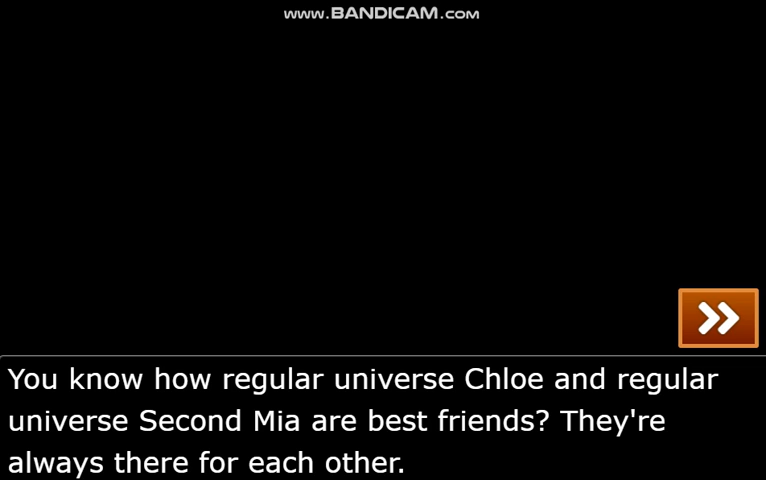 www.BANDICAM.com
You know how regular universe Chloe and regular
universe Second Mia are best friends? They're
always there for each other.